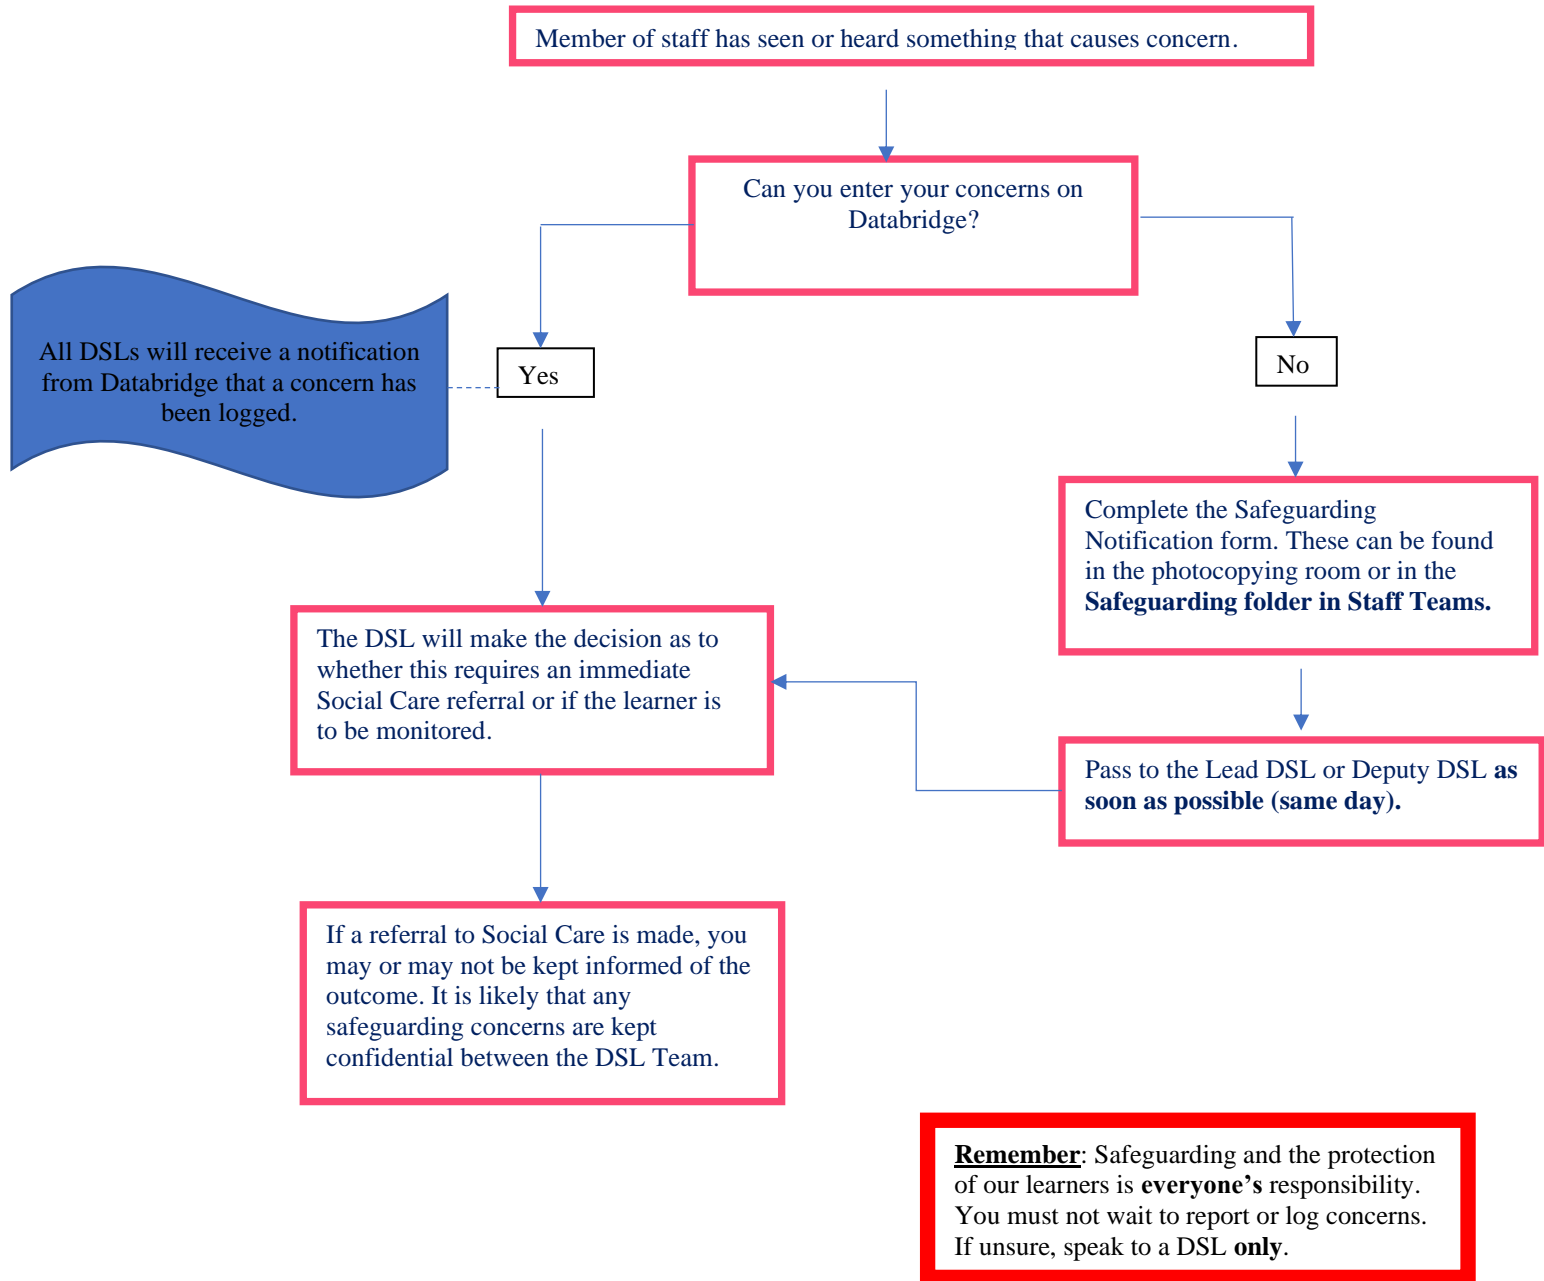 Member of staff has seen or heard something that causes concern.
Can you enter your concerns on
Databridge?
All DSLs will receive a notification
from Databridge that a concern has
been logged.
Yes
No
Complete the Safeguarding
Notification form. These can be found
in the photocopying room or in the
Safeguarding folder in Staff Teams.
The DSL will make the decision as to
whether this requires an immediate
Social Care referral or if the learner is
to be monitored.
Pass to the Lead DSL or Deputy DSL as
soon as possible (same day).
If a referral to Social Care is made, you
may or may not be kept informed of the
outcome. It is likely that any
safeguarding concerns are kept
confidential between the DSL Team.
Remember: Safeguarding and the protection
of our learners is everyone’s responsibility.
You must not wait to report or log concerns.
If unsure, speak to a DSL only.